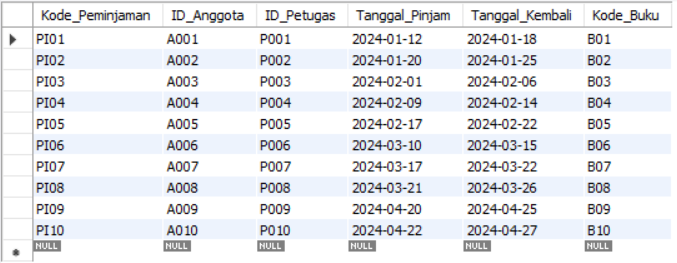 Kode_Peminjaman ID_Anggota ID_Petugas Tanggal_Pinjam Tanggal_Kembali Kode_Buku
PI01 A001 P001 2024-01-12 2024-01-18 B01
PI02 A002 P002 2024-01-20 2024-01-25 B02
PI03 A003 P003 2024-02-01 2024-02-06 B03
PI04 A004 P004 2024-02-09 2024-02-14 B04
PI05 A005 P005 2024-02-17 2024-02-22 B05
PI06 A006 P006 2024-03-10 2024-03-15 B06
PI07 A007 P007 2024-03-17 2024-03-22 B07
PI08 A008 P008 2024-03-21 2024-03-26 B08
PI09 A009 P009 2024-04-20 2024-04-25 B09
PI10 A010 P010 2024-04-22 2024-04-27 B10
NULL NULL NULL NULL NULL NULL